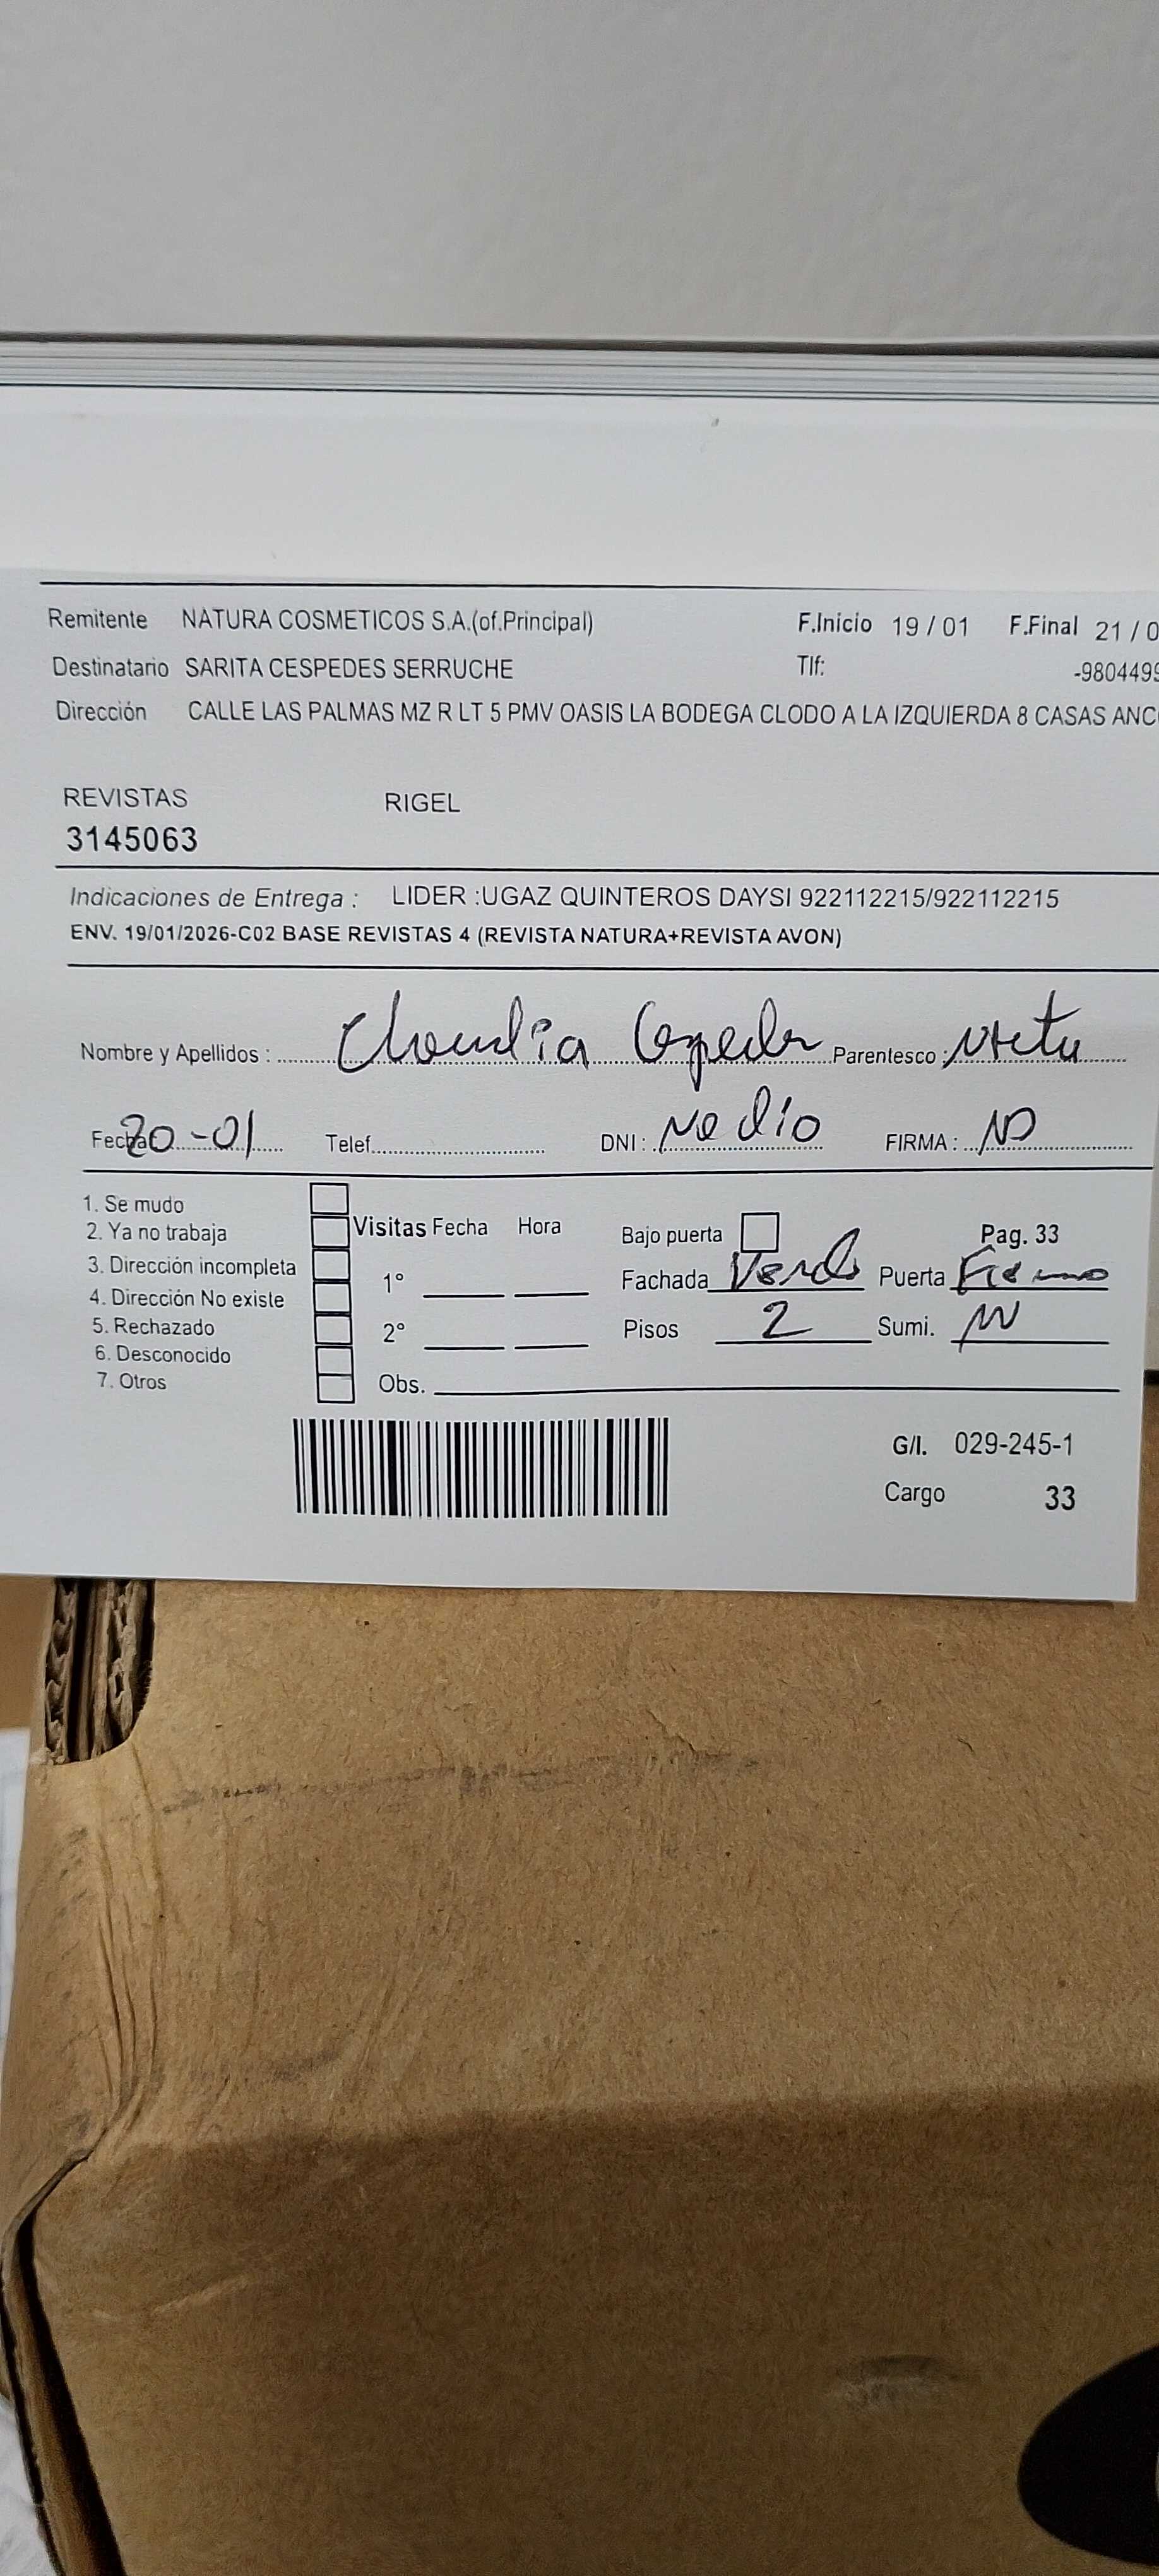 Remitente NATURA COSMETICOS S.A.(of.Principal) F.Inicio 19 / 01 F.Final 21 / 0
Destinatario SARITA CESPEDES SERRUCHE Tlf: -9804499
Dirección CALLE LAS PALMAS MZ R LT 5 PMV OASIS LA BODEGA CLODO A LA IZQUIERDA 8 CASAS ANC
REVISTAS RIGEL
3145063
Indicaciones de Entrega : LIDER :UGAZ QUINTEROS DAYSI 922112215/922112215
ENV. 19/01/2026-C02 BASE REVISTAS 4 (REVISTA NATURA+REVISTA AVON)
Nombre y Apellidos : Claudia Parentesco :
Fecha 20-01 Telef. DNI : No dio FIRMA : ND
1. Se mudo
2. Ya no trabaja Visitas Fecha Hora Bajo puerta Pag. 33
3. Dirección incompleta 1° Fachada Verde Puerta Fierro
4. Dirección No existe
5. Rechazado 2° Pisos 2 Sumi.
6. Desconocido
7. Otros Obs.
G/I. 029-245-1
Cargo 33